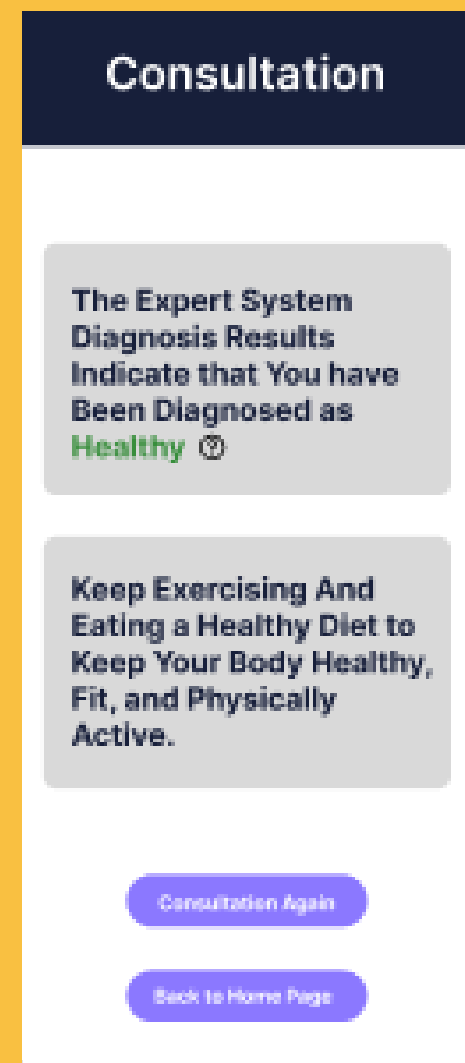 Consultation
The Expert System
Diagnosis Results
Indicate that You have
Been Diagnosed as
Healthy
Keep Exercising And
Eating a Healthy Diet to
Keep Your Body Healthy,
Fit, and Physically
Active.
Consultation Again
Back to Home Page